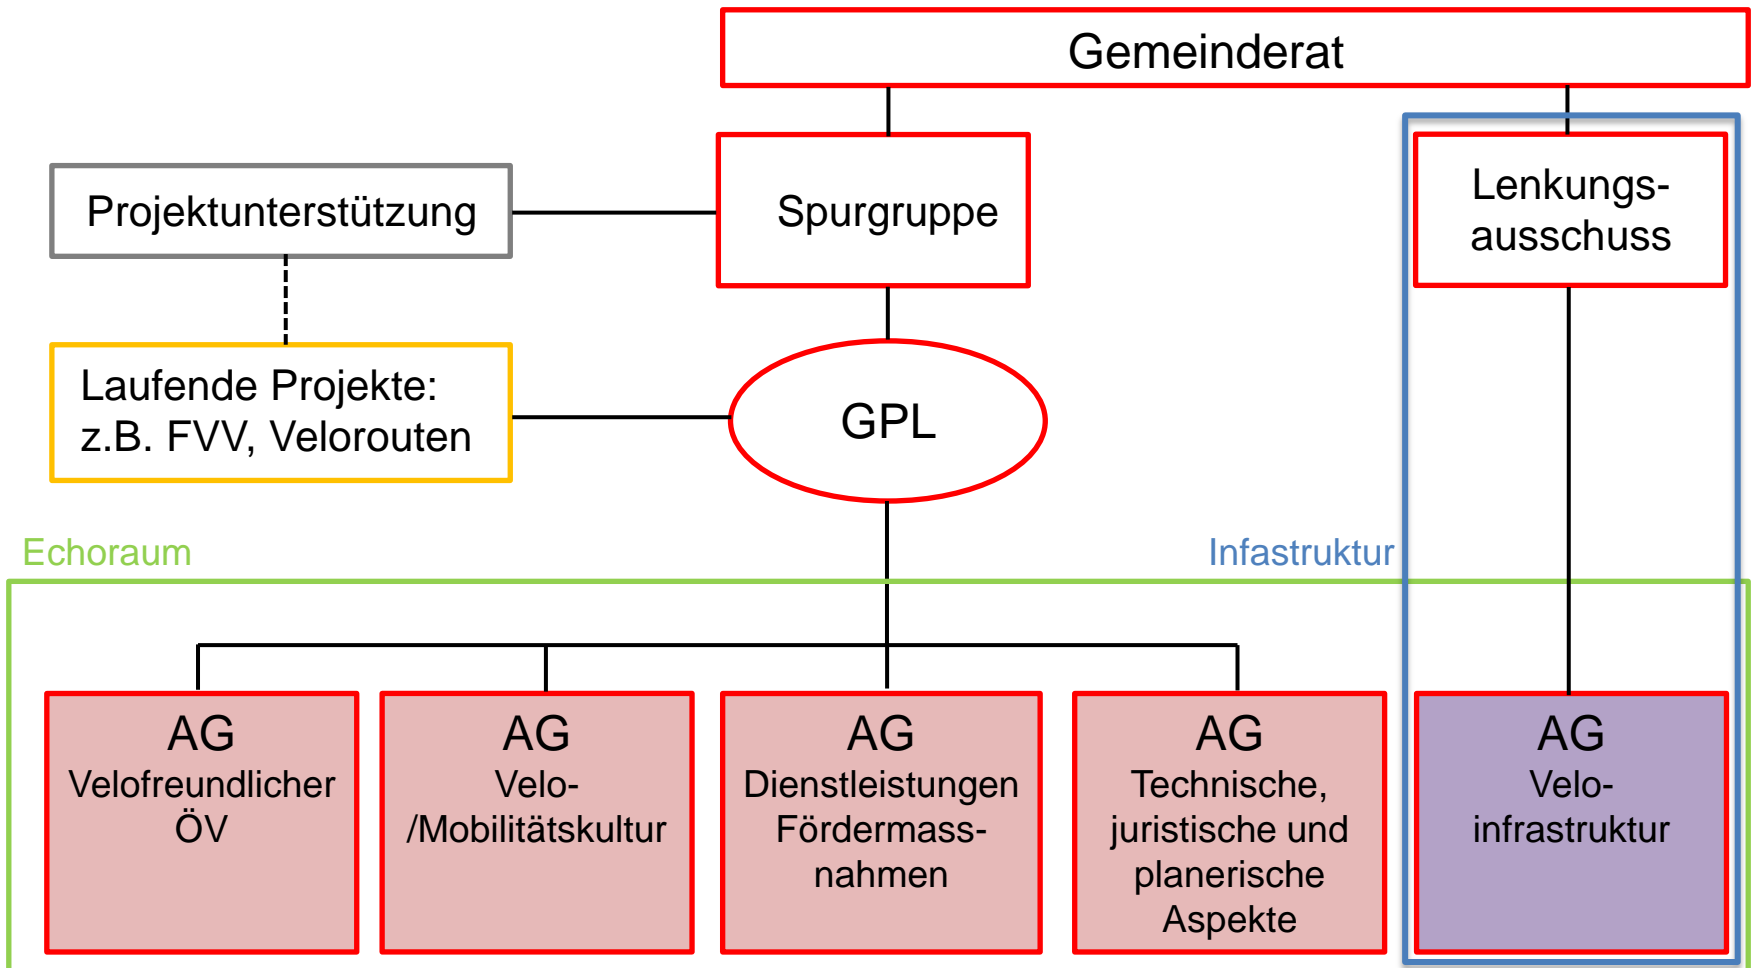 Gemeinderat
Projektunterstützung
Spurgruppe
Lenkungs-
ausschuss
Laufende Projekte:
z.B. FVV, Velorouten
GPL
Echoraum
Infastruktur
AG
Velofreundlicher
ÖV
AG
Velo-
/Mobilitätskultur
AG
Dienstleistungen
Fördermass-
nahmen
AG
Technische,
juristische und
planerische
Aspekte
AG
Velo-
infrastruktur